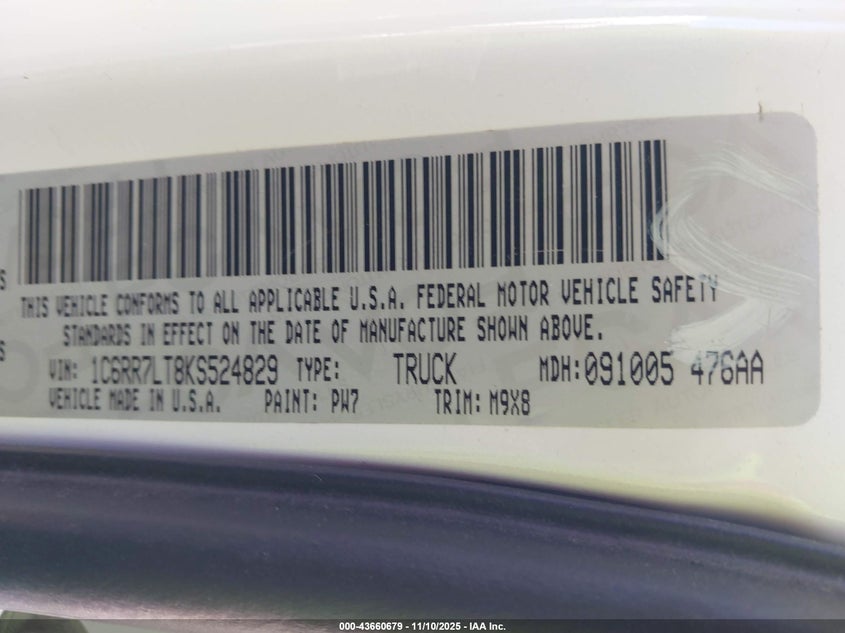 S
THIS VEHICLE CONFORMS TO ALL APPLICABLE U.S.A. FEDERAL MOTOR VEHICLE SAFETY
S
STANDARDS IN EFFECT ON THE DATE OF MANUFACTURE SHOWN ABOVE.
VIN: 1C6RR7LT8KS524829 TYPE: TRUCK MDH: 091005 476AA
VEHICLE MADE IN U.S.A. PAINT: PW7 TRIM: M9X8
000-43660679 - 11/10/2025 - IAA Inc.